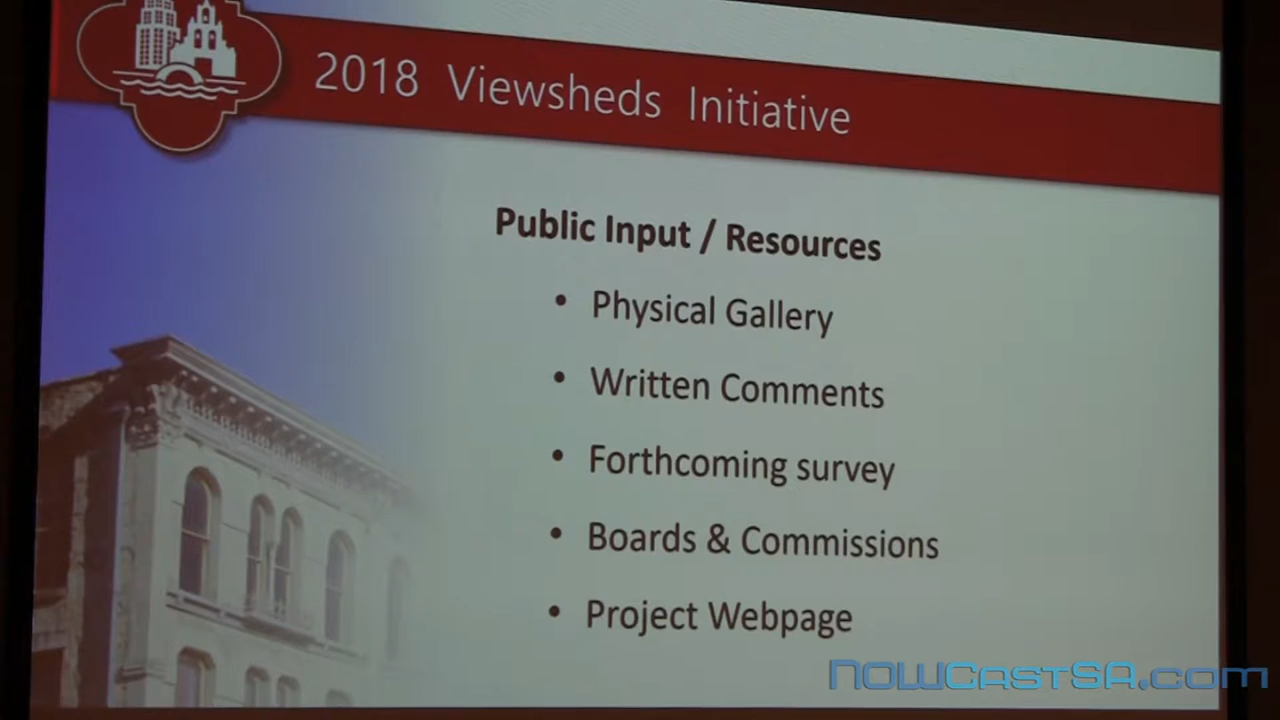 2018 Viewsheds Initiative
Public Input / Resources
• Physical Gallery
• Written Comments
• Forthcoming survey
• Boards & Commissions
• Project Webpage
NOWCastSA.com